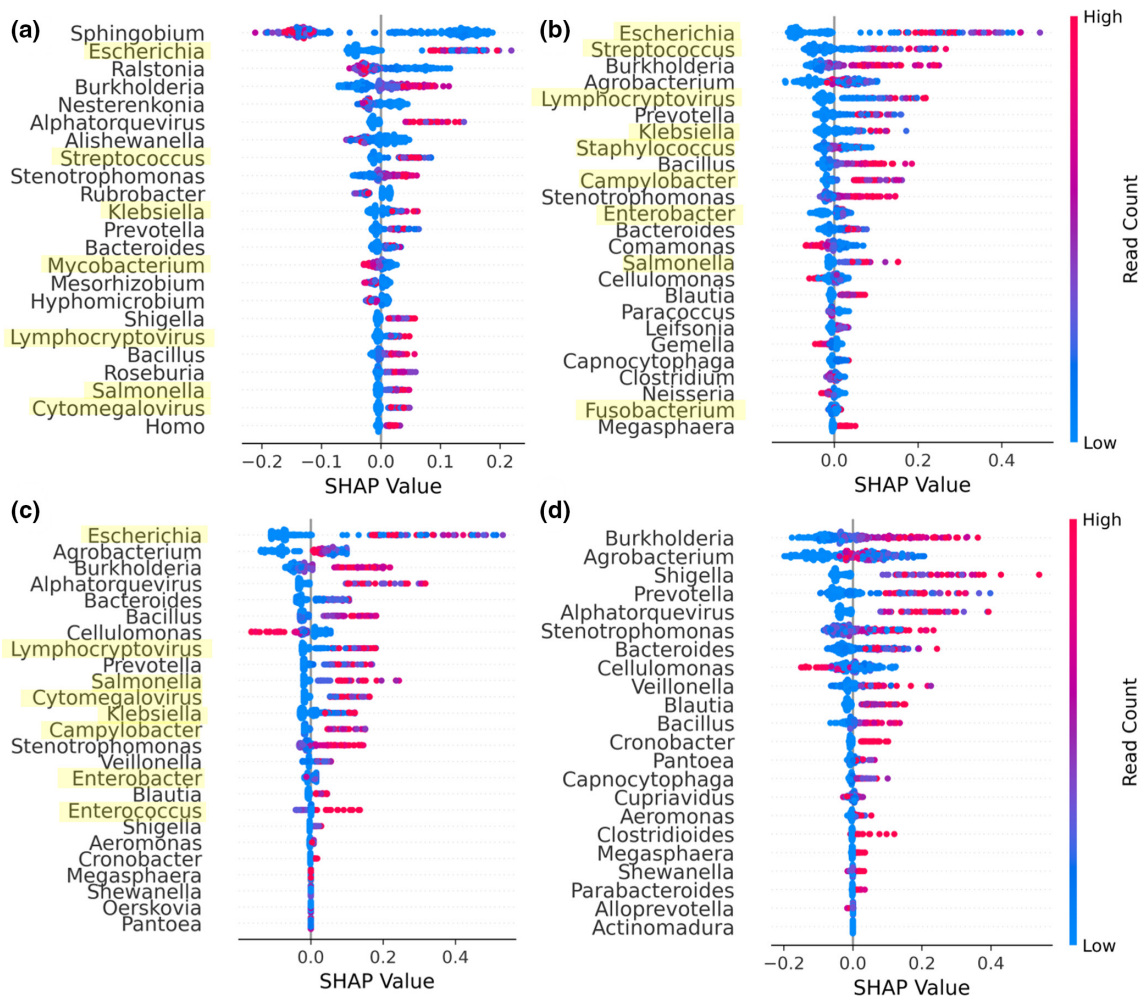 (a)
Sphingobium
Escherichia
Ralstonia
Burkholderia
Nesterenkonia
Alphatorquevirus
Alishewanella
Streptococcus
Stenotrophomonas
Rubrobacter
Klebsiella
Prevotella
Bacteroides
Mycobacterium
Mesorhizobium
Hyphomicrobium
Shigella
Lymphocryptovirus
Bacillus
Roseburia
Salmonella
Cytomegalovirus
Homo
−0.2 −0.1 0.0 0.1 0.2
SHAP Value
(b)
Escherichia
Streptococcus
Burkholderia
Agrobacterium
Lymphocryptovirus
Prevotella
Klebsiella
Staphylococcus
Bacillus
Campylobacter
Stenotrophomonas
Enterobacter
Bacteroides
Comamonas
Salmonella
Cellulomonas
Blautia
Paracoccus
Leifsonia
Gemella
Capnocytophaga
Clostridium
Neisseria
Fusobacterium
Megasphaera
0.0 0.2 0.4
SHAP Value
High
Read Count
Low
(c)
Escherichia
Agrobacterium
Burkholderia
Alphatorquevirus
Bacteroides
Bacillus
Cellulomonas
Lymphocryptovirus
Prevotella
Salmonella
Cytomegalovirus
Klebsiella
Campylobacter
Stenotrophomonas
Veillonella
Enterobacter
Blautia
Enterococcus
Shigella
Aeromonas
Cronobacter
Megasphaera
Shewanella
Oerskovia
Pantoea
0.0 0.2 0.4
SHAP Value
(d)
Burkholderia
Agrobacterium
Shigella
Prevotella
Alphatorquevirus
Stenotrophomonas
Bacteroides
Cellulomonas
Veillonella
Blautia
Bacillus
Cronobacter
Pantoea
Capnocytophaga
Cupriavidus
Aeromonas
Clostridioides
Megasphaera
Shewanella
Parabacteroides
Alloprevotella
Actinomadura
−0.2 0.0 0.2 0.4
SHAP Value
High
Read Count
Low